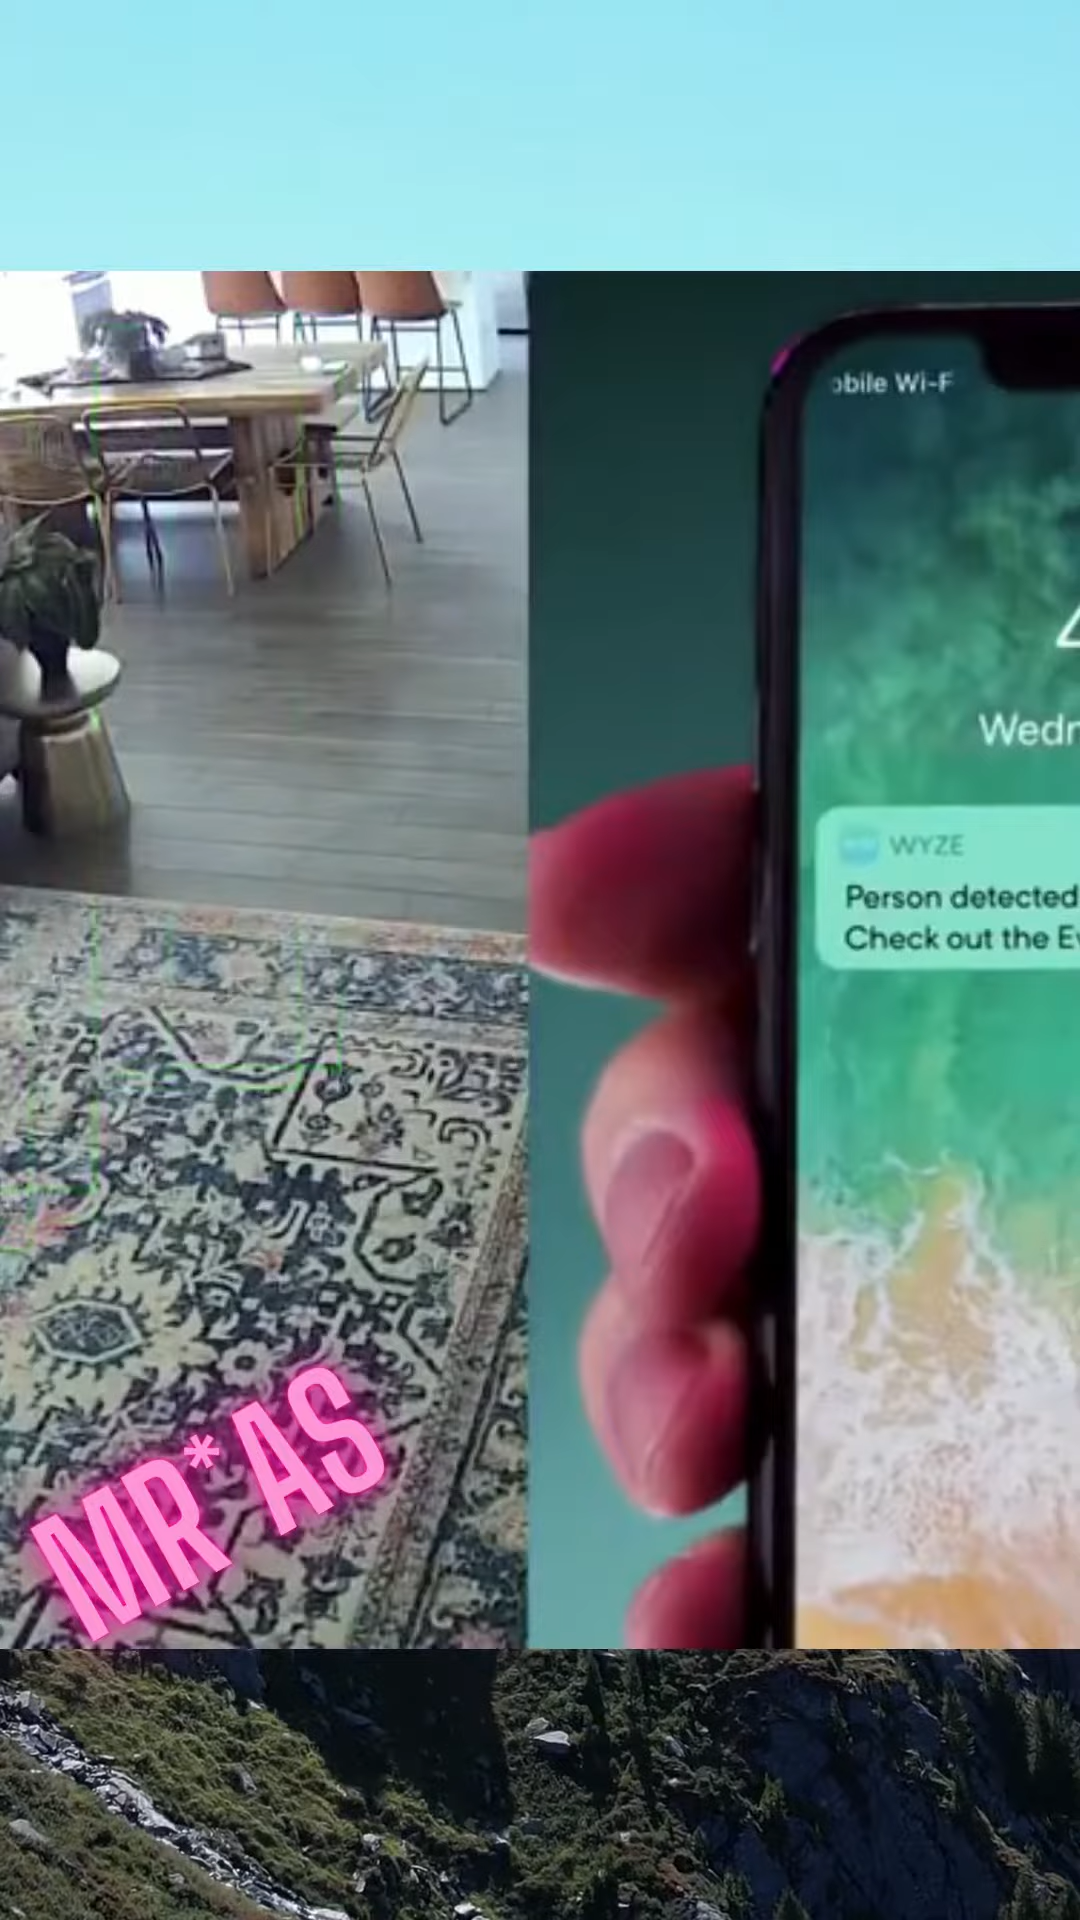 obile Wi-F
Wedn
WYZE
Person detected
Check out the Ev
MR*AS